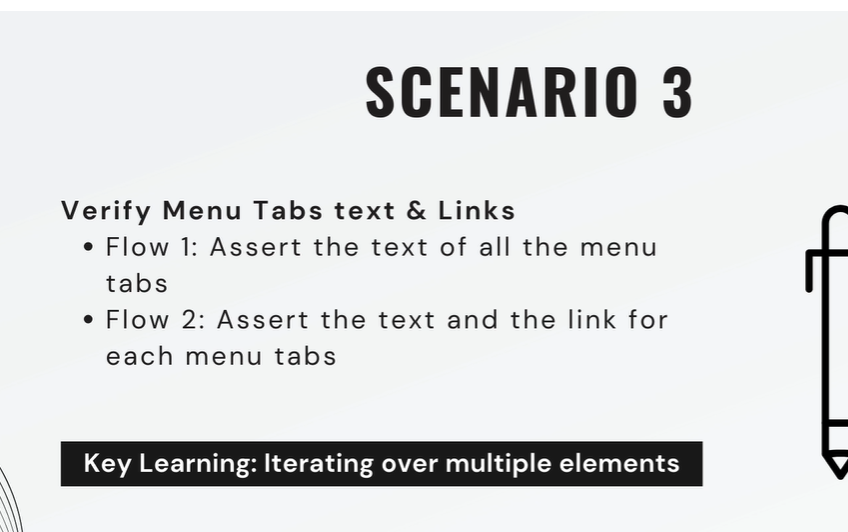 SCENARIO 3
Verify Menu Tabs text & Links
• Flow 1: Assert the text of all the menu
tabs
• Flow 2: Assert the text and the link for
each menu tabs
Key Learning: Iterating over multiple elements